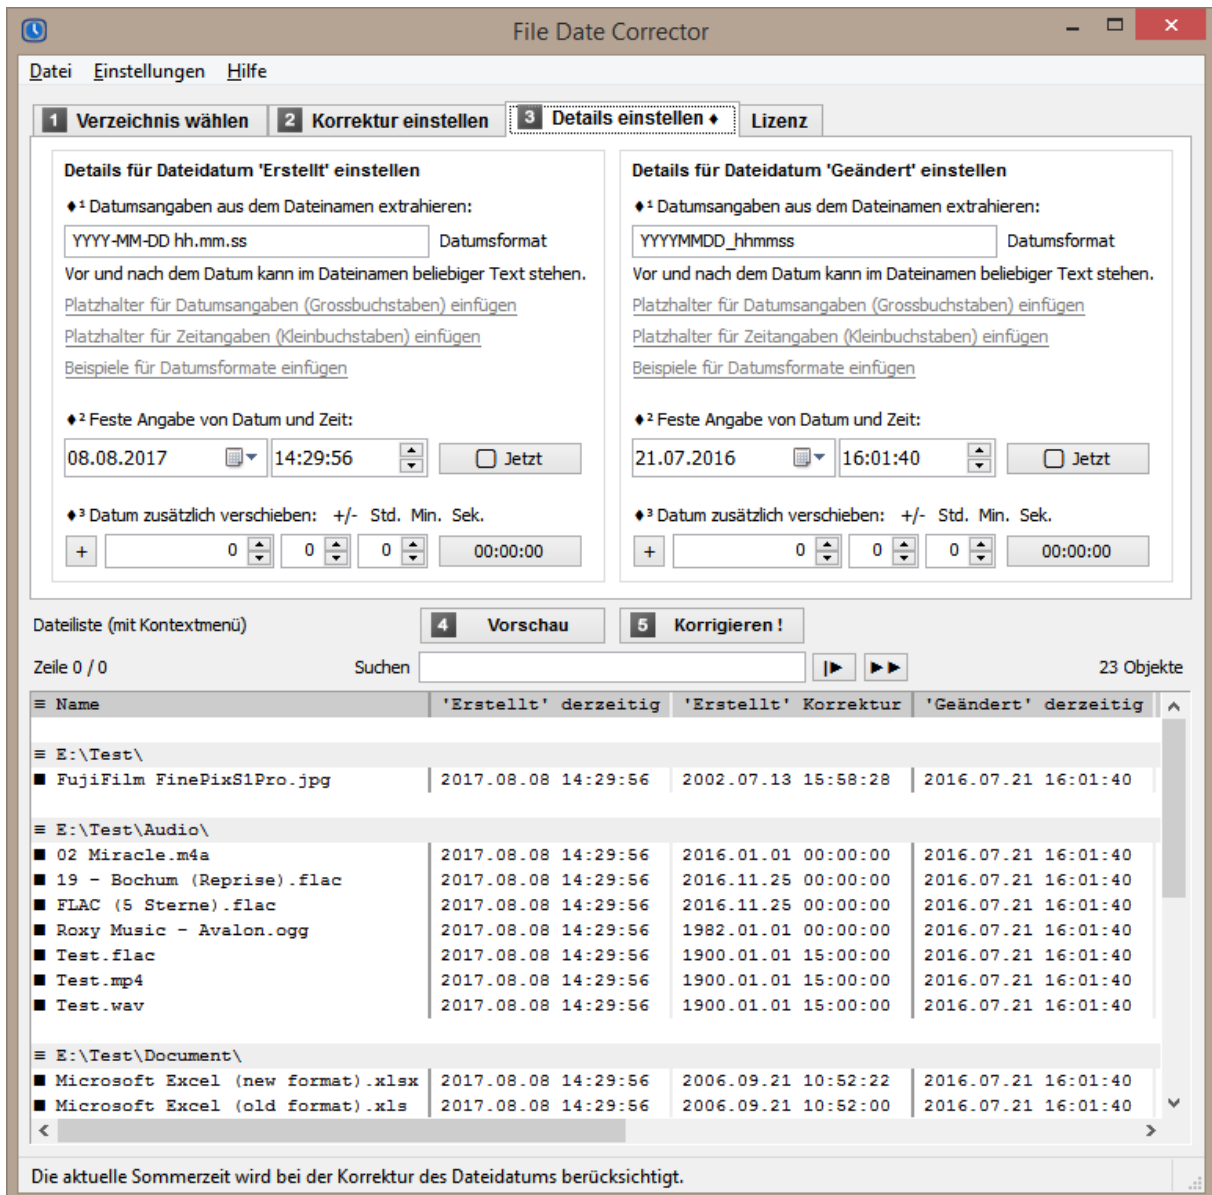 File Date Corrector
Datei Einstellungen Hilfe
1 Verzeichnis wählen 2 Korrektur einstellen 3 Details einstellen ♦ Lizenz
Details für Dateidatum 'Erstellt' einstellen
♦¹ Datumsangaben aus dem Dateinamen extrahieren:
YYYY-MM-DD hh.mm.ss Datumsformat
Vor und nach dem Datum kann im Dateinamen beliebiger Text stehen.
Platzhalter für Datumsangaben (Grossbuchstaben) einfügen
Platzhalter für Zeitangaben (Kleinbuchstaben) einfügen
Beispiele für Datumsformate einfügen
♦² Feste Angabe von Datum und Zeit:
08.08.2017 14:29:56 Jetzt
♦³ Datum zusätzlich verschieben: +/- Std. Min. Sek.
+ 0 0 0 00:00:00
Details für Dateidatum 'Geändert' einstellen
♦¹ Datumsangaben aus dem Dateinamen extrahieren:
YYYYMMDD_hhmmss Datumsformat
Vor und nach dem Datum kann im Dateinamen beliebiger Text stehen.
Platzhalter für Datumsangaben (Grossbuchstaben) einfügen
Platzhalter für Zeitangaben (Kleinbuchstaben) einfügen
Beispiele für Datumsformate einfügen
♦² Feste Angabe von Datum und Zeit:
21.07.2016 16:01:40 Jetzt
♦³ Datum zusätzlich verschieben: +/- Std. Min. Sek.
+ 0 0 0 00:00:00
Dateiliste (mit Kontextmenü) 4 Vorschau 5 Korrigieren !
Zeile 0 / 0 Suchen 23 Objekte
≡ Name 'Erstellt' derzeitig 'Erstellt' Korrektur 'Geändert' derzeitig
≡ E:\Test\
■ FujiFilm FinePixS1Pro.jpg 2017.08.08 14:29:56 2002.07.13 15:58:28 2016.07.21 16:01:40
≡ E:\Test\Audio\
■ 02 Miracle.m4a 2017.08.08 14:29:56 2016.01.01 00:00:00 2016.07.21 16:01:40
■ 19 - Bochum (Reprise).flac 2017.08.08 14:29:56 2016.11.25 00:00:00 2016.07.21 16:01:40
■ FLAC (5 Sterne).flac 2017.08.08 14:29:56 2016.11.25 00:00:00 2016.07.21 16:01:40
■ Roxy Music - Avalon.ogg 2017.08.08 14:29:56 1982.01.01 00:00:00 2016.07.21 16:01:40
■ Test.flac 2017.08.08 14:29:56 1900.01.01 15:00:00 2016.07.21 16:01:40
■ Test.mp4 2017.08.08 14:29:56 1900.01.01 15:00:00 2016.07.21 16:01:40
■ Test.wav 2017.08.08 14:29:56 1900.01.01 15:00:00 2016.07.21 16:01:40
≡ E:\Test\Document\
■ Microsoft Excel (new format).xlsx 2017.08.08 14:29:56 2006.09.21 10:52:22 2016.07.21 16:01:40
■ Microsoft Excel (old format).xls 2017.08.08 14:29:56 2006.09.21 10:52:00 2016.07.21 16:01:40
Die aktuelle Sommerzeit wird bei der Korrektur des Dateidatums berücksichtigt.